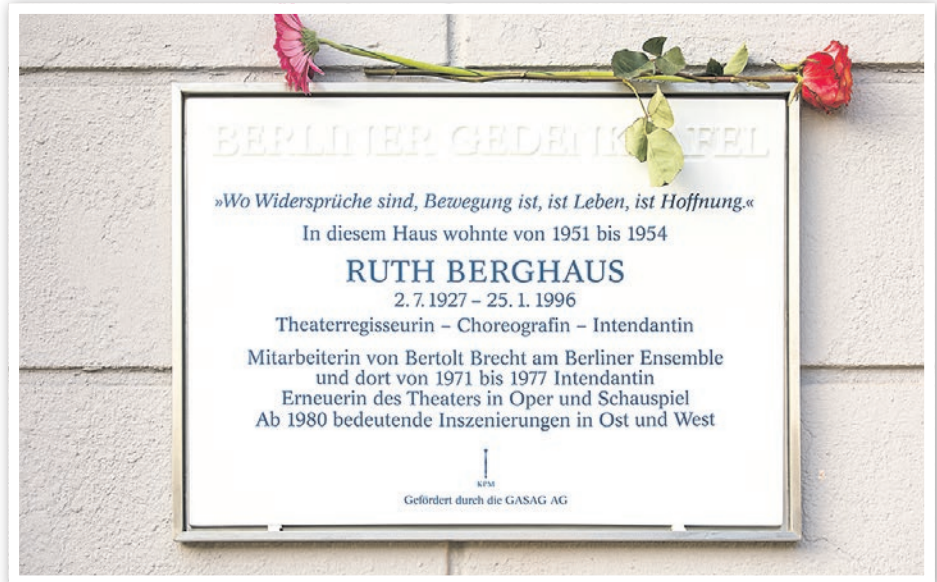 BERLINER GEDENKTAFEL
»Wo Widersprüche sind, Bewegung ist, ist Leben, ist Hoffnung.«
In diesem Haus wohnte von 1951 bis 1954
RUTH BERGHAUS
2. 7. 1927 – 25. 1. 1996
Theaterregisseurin – Choreografin – Intendantin
Mitarbeiterin von Bertolt Brecht am Berliner Ensemble
und dort von 1971 bis 1977 Intendantin
Erneuerin des Theaters in Oper und Schauspiel
Ab 1980 bedeutende Inszenierungen in Ost und West
KPM
Gefördert durch die GASAG AG